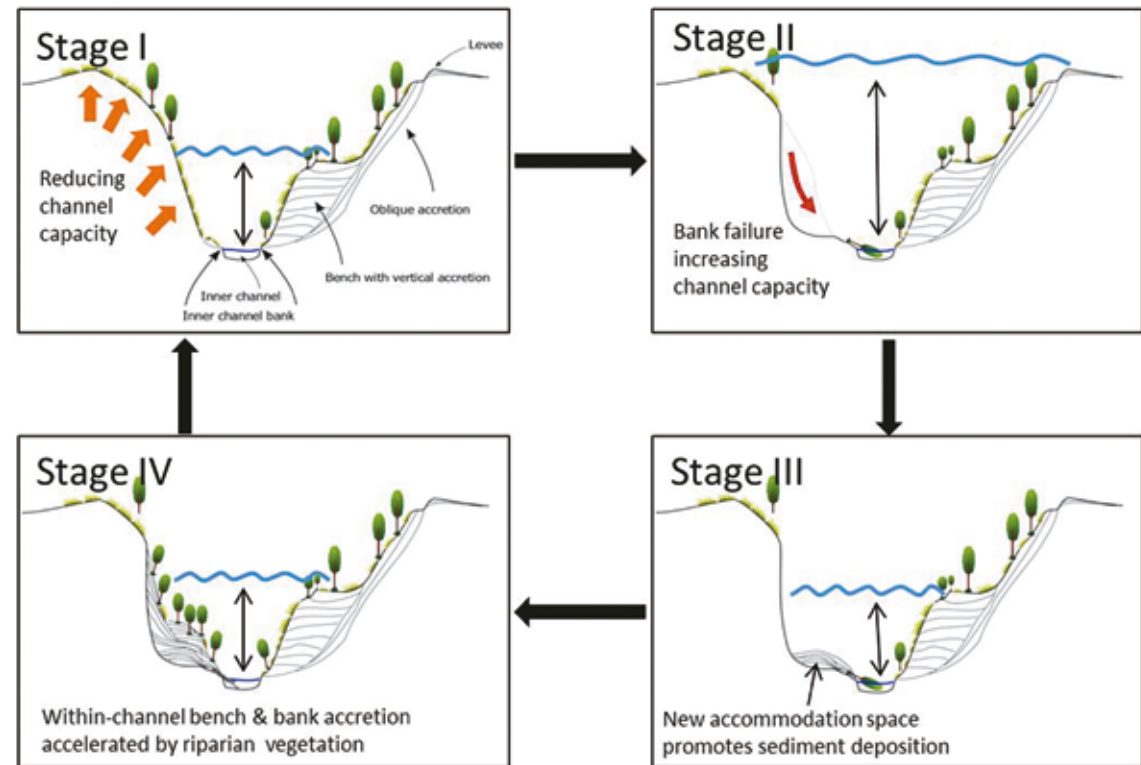 Stage I
Levee
Reducing
channel
capacity
Oblique accretion
Bench with vertical accretion
Inner channel
Inner channel bank
Stage II
Bank failure
increasing
channel capacity
Stage IV
Within-channel bench & bank accretion
accelerated by riparian vegetation
Stage III
New accommodation space
promotes sediment deposition